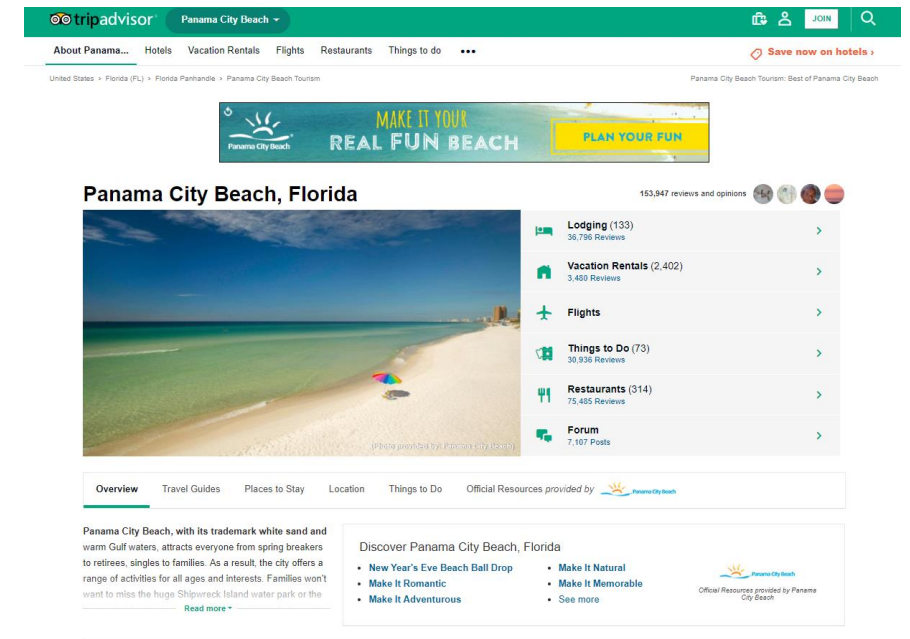 tripadvisor
Panama City Beach
JOIN
About Panama... Hotels Vacation Rentals Flights Restaurants Things to do •••
Save now on hotels ›
United States > Florida (FL) > Florida Panhandle > Panama City Beach Tourism
Panama City Beach Tourism: Best of Panama City Beach
Panama City Beach
MAKE IT YOUR
REAL FUN BEACH
PLAN YOUR FUN
Panama City Beach, Florida
153,947 reviews and opinions
(Photo provided by: Panama City Beach)
Lodging (133)
36,796 Reviews
Vacation Rentals (2,402)
3,480 Reviews
Flights
Things to Do (73)
30,936 Reviews
Restaurants (314)
75,485 Reviews
Forum
7,107 Posts
Overview Travel Guides Places to Stay Location Things to Do Official Resources provided by Panama City Beach
Panama City Beach, with its trademark white sand and
warm Gulf waters, attracts everyone from spring breakers
to retirees, singles to families. As a result, the city offers a
range of activities for all ages and interests. Families won't
want to miss the huge Shipwreck Island water park or the
Read more
Discover Panama City Beach, Florida
• New Year's Eve Beach Ball Drop
• Make It Romantic
• Make It Adventurous
• Make It Natural
• Make It Memorable
• See more
Panama City Beach
Official Resources provided by Panama
City Beach